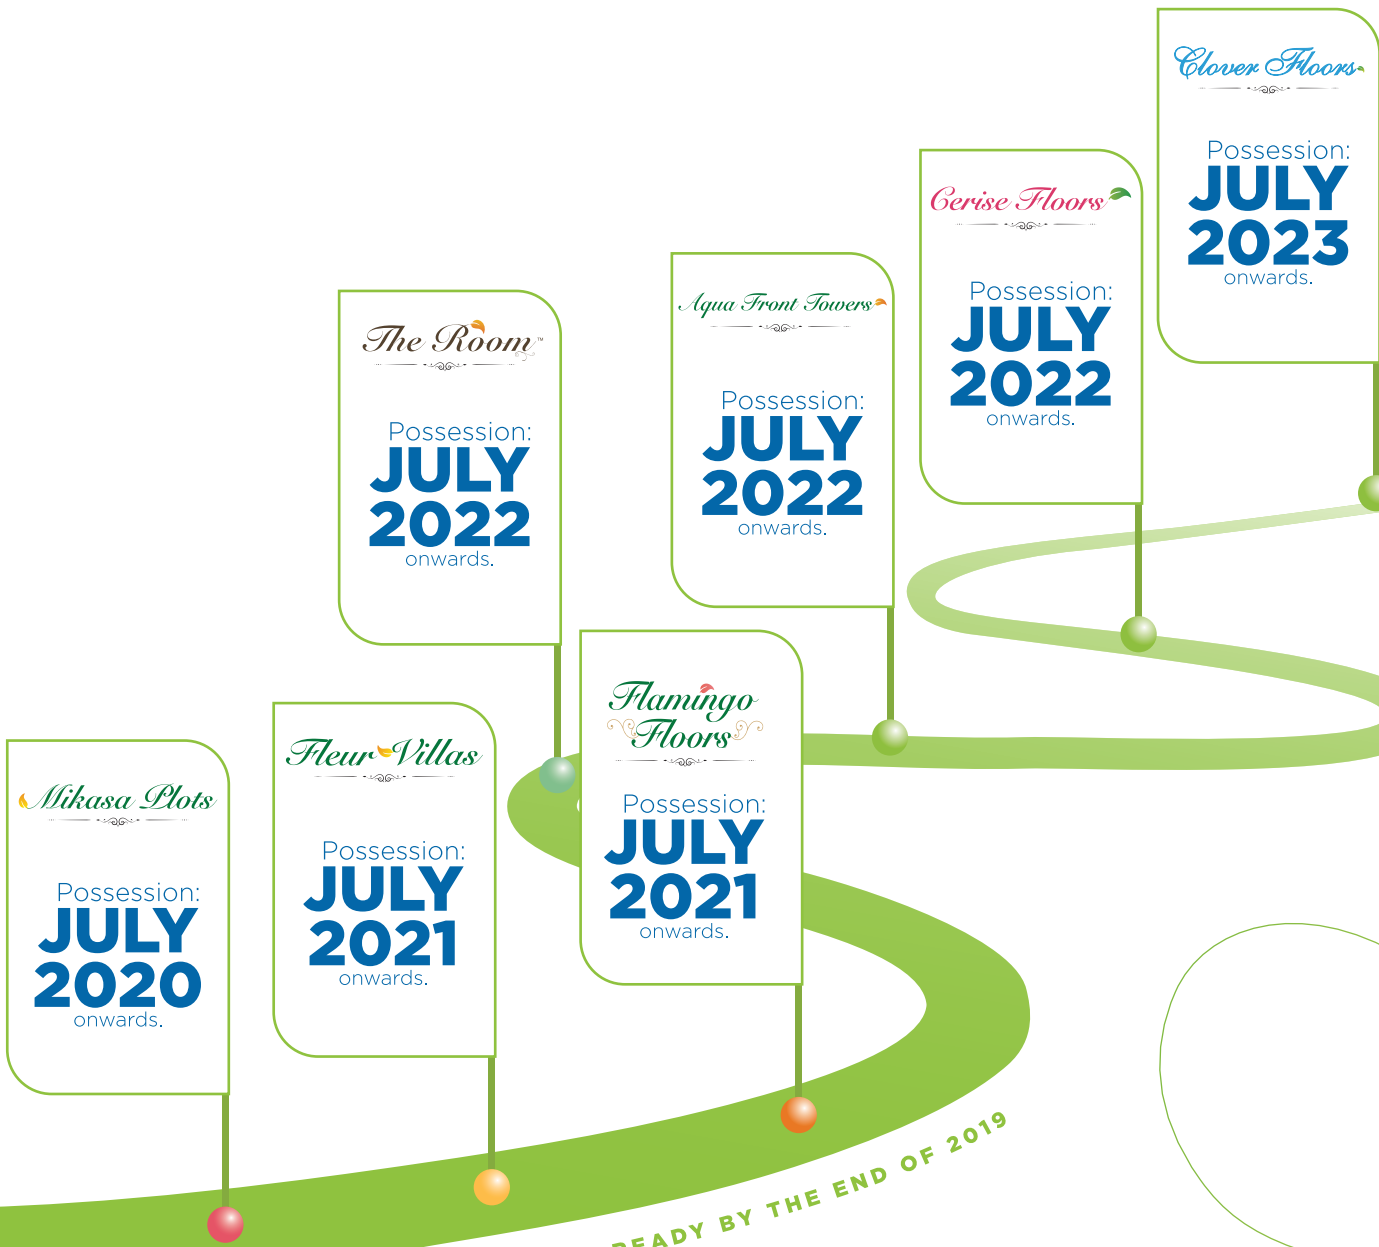 Clover Floors
Possession:
JULY
2023
onwards.
Cerise Floors
Possession:
JULY
2022
onwards.
Aqua Front Towers
Possession:
JULY
2022
onwards.
The Room™
Possession:
JULY
2022
onwards.
Flamingo
Floors
Possession:
JULY
2021
onwards.
Fleur Villas
Possession:
JULY
2021
onwards.
Mikasa Plots
Possession:
JULY
2020
onwards.
BY THE END OF 2019